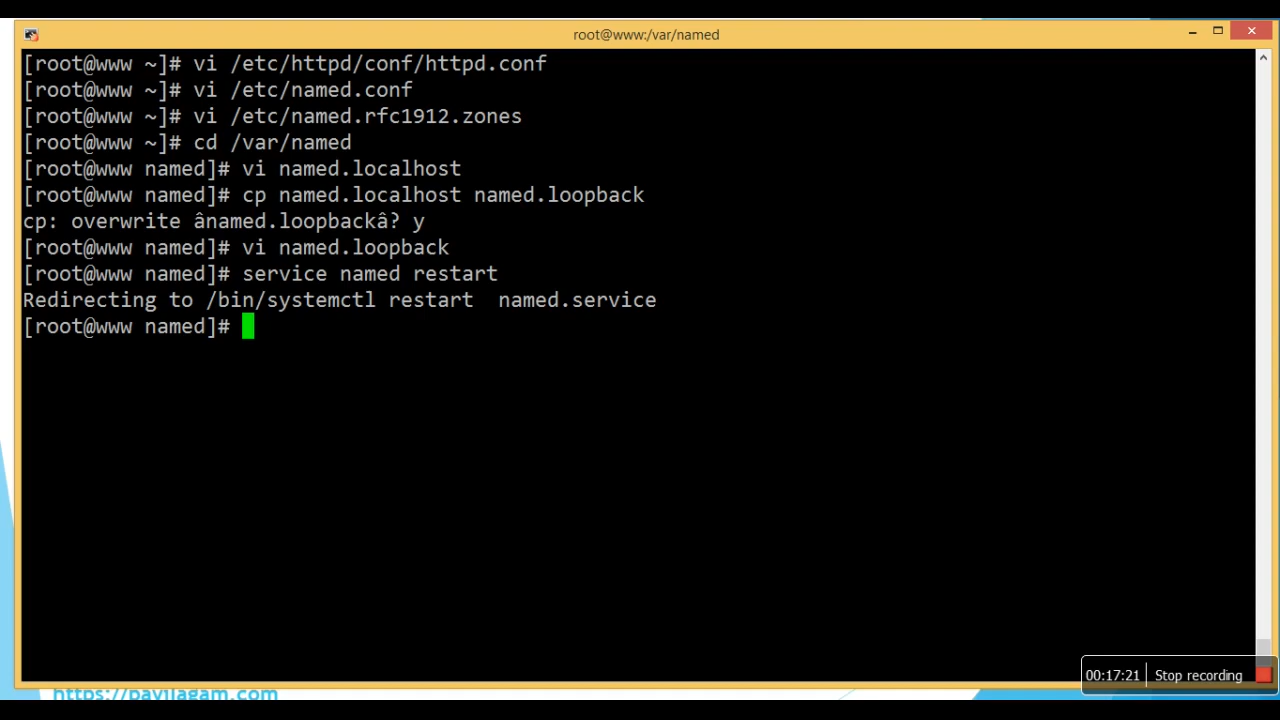 root@www:/var/named
[root@www ~]# vi /etc/httpd/conf/httpd.conf
[root@www ~]# vi /etc/named.conf
[root@www ~]# vi /etc/named.rfc1912.zones
[root@www ~]# cd /var/named
[root@www named]# vi named.localhost
[root@www named]# cp named.localhost named.loopback
cp: overwrite ânamed.loopbackâ? y
[root@www named]# vi named.loopback
[root@www named]# service named restart
Redirecting to /bin/systemctl restart  named.service
[root@www named]#
00:17:21 Stop recording
https://payilagam.com